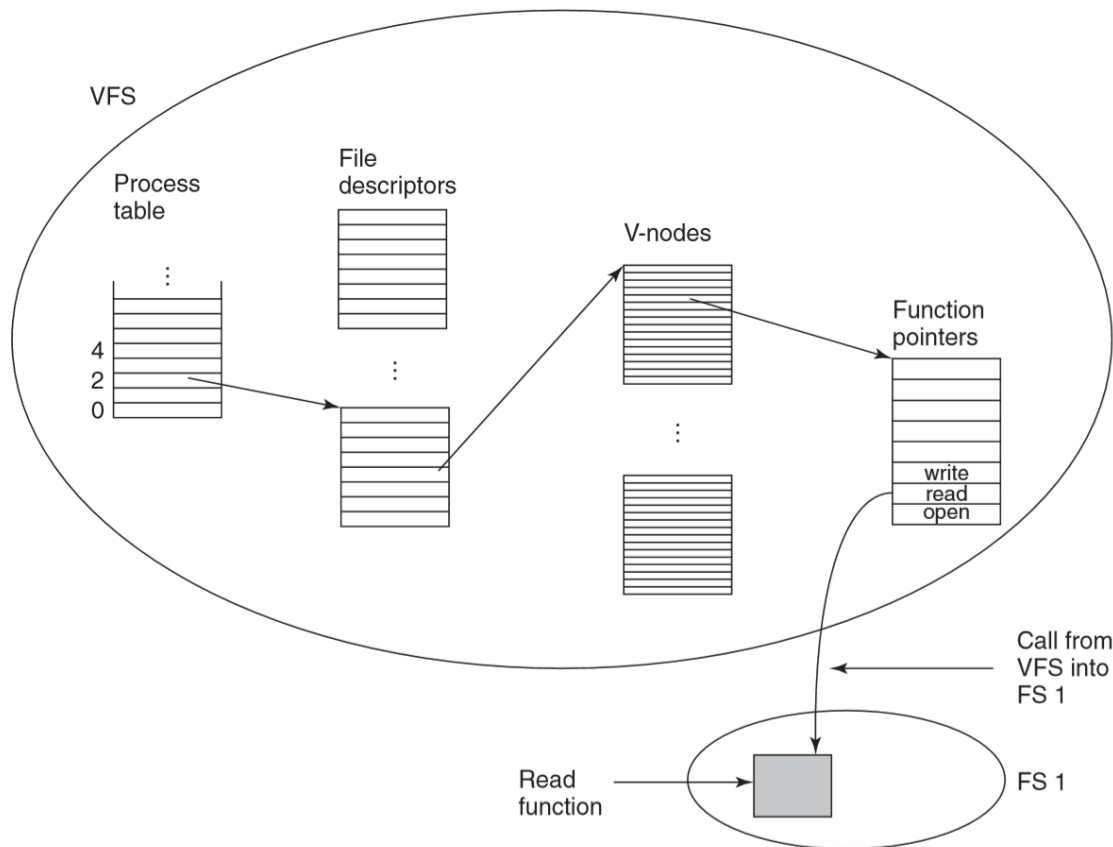 VFS
Process
table
⋮
4
2
0
File
descriptors
⋮
V-nodes
⋮
Function
pointers
write
read
open
Call from
VFS into
FS 1
Read
function
FS 1